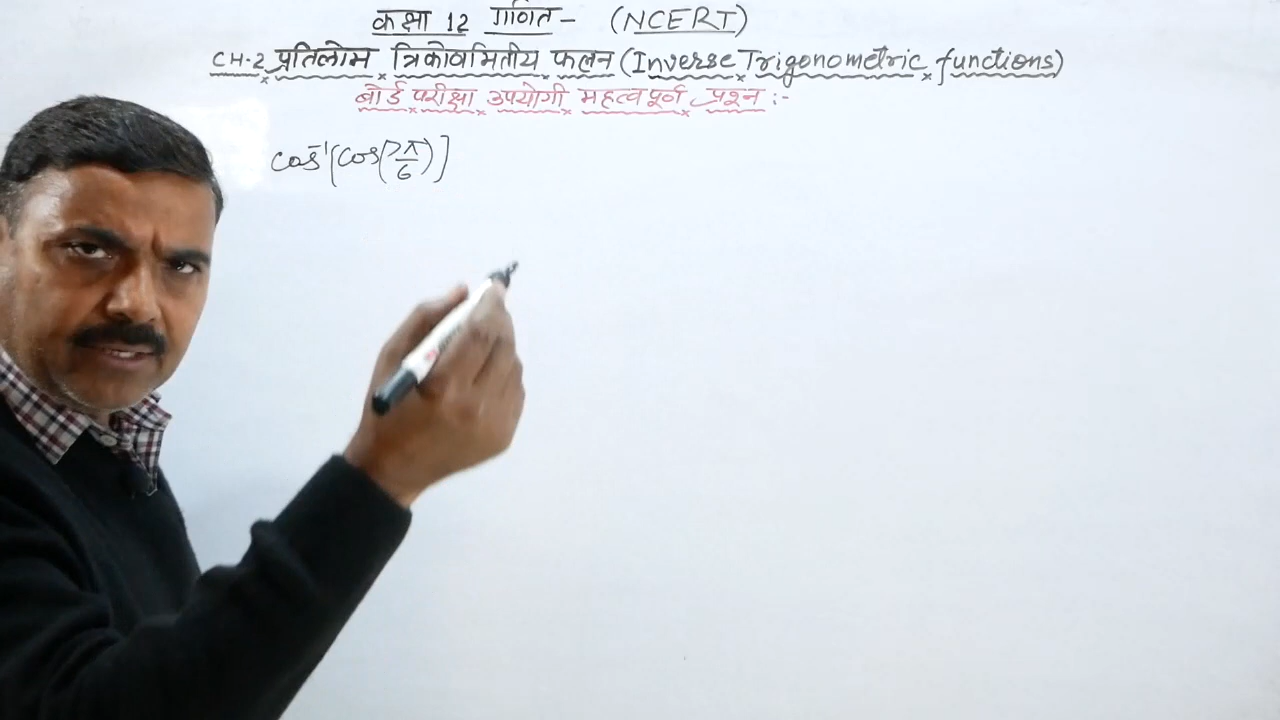 कक्षा 12 गणित - (NCERT)
CH-2 प्रतिलोम त्रिकोणमितीय फलन (Inverse Trigonometric functions)
बोर्ड परीक्षा उपयोगी महत्वपूर्ण प्रश्न :-
cos⁻¹[cos(7π/6)]